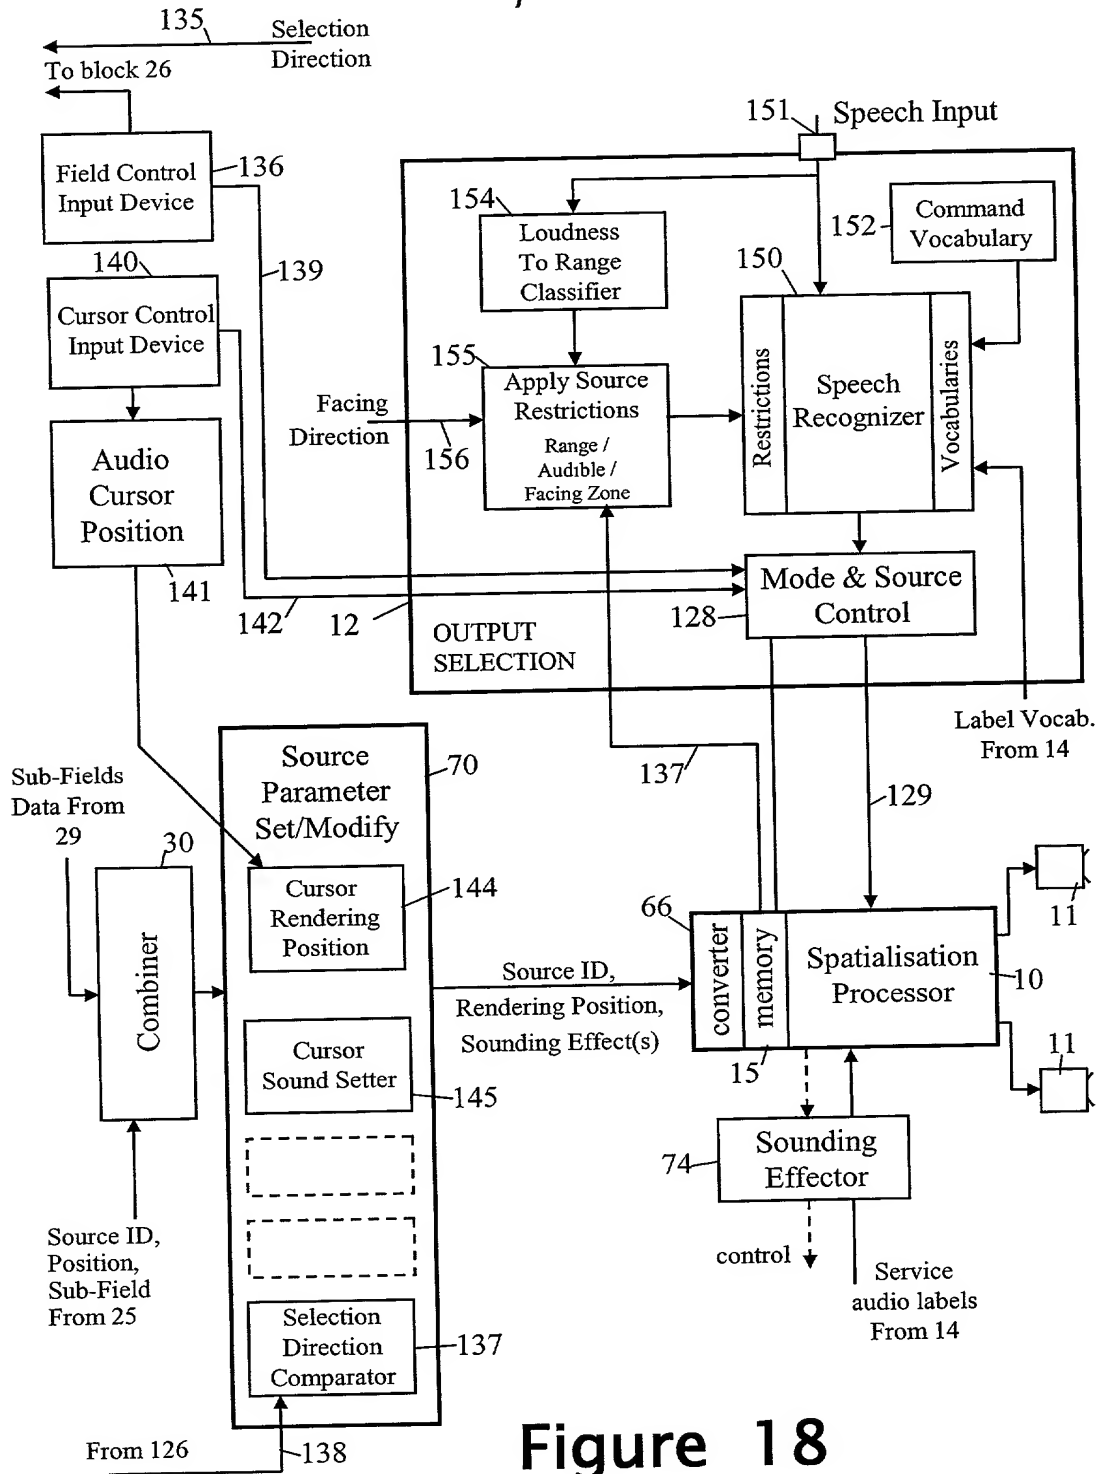 135
Selection
Direction
To block 26
151
Speech Input
Field Control
Input Device
136
154
Loudness
To Range
Classifier
152
Command
Vocabulary
150
140
139
Cursor Control
Input Device
155
Apply Source
Restrictions
Range /
Audible /
Facing Zone
Restrictions
Speech
Recognizer
Vocabularies
Facing
Direction
156
Audio
Cursor
Position
141
142
12
Mode & Source
Control
128
OUTPUT
SELECTION
Label Vocab.
From 14
137
129
Source
Parameter
Set/Modify
70
Sub-Fields
Data From
29
30
Combiner
Cursor
Rendering
Position
144
66
converter
memory
Spatialisation
Processor
10
11
Source ID,
Rendering Position,
Sounding Effect(s)
15
11
Cursor
Sound Setter
145
Sounding
Effector
74
control
Service
audio labels
From 14
Source ID,
Position,
Sub-Field
From 25
Selection
Direction
Comparator
137
From 126
138
Figure 18